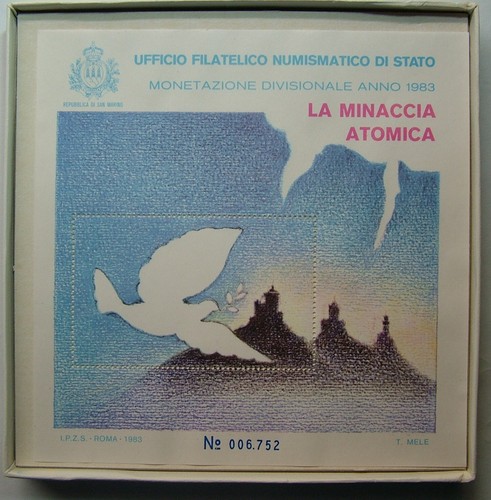 UFFICIO FILATELICO NUMISMATICO DI STATO
MONETAZIONE DIVISIONALE ANNO 1983
REPUBBLICA DI SAN MARINO
LA MINACCIA
ATOMICA
I.P.Z.S. - ROMA - 1983
Nº 006.752
T. MELE